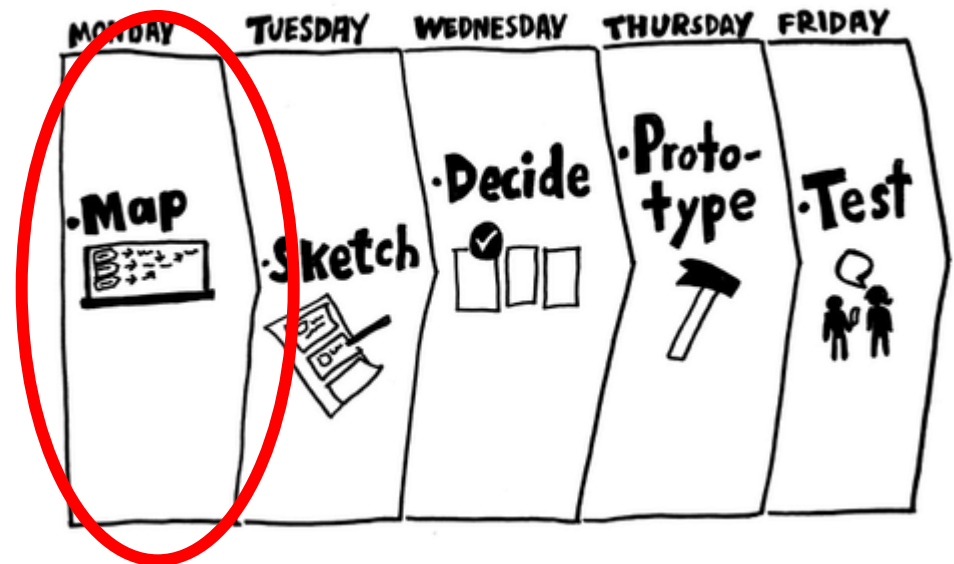 MONDAY TUESDAY WEDNESDAY THURSDAY FRIDAY
·Map
·Sketch
·Decide
·Proto-
type
·Test